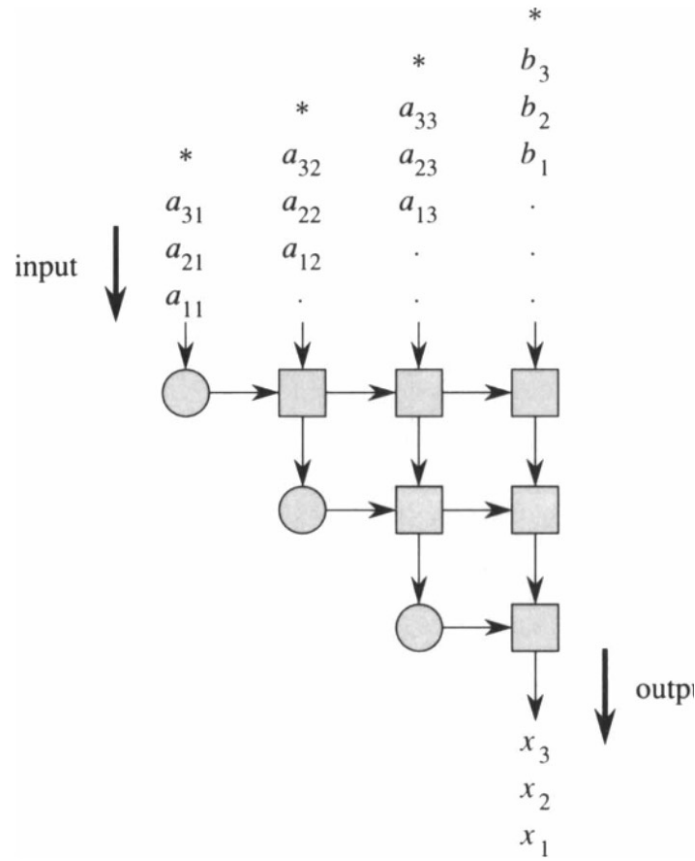 *
* b₃
* a₃₃ b₂
* a₃₂ a₂₃ b₁
a₃₁ a₂₂ a₁₃ .
input a₂₁ a₁₂ . .
a₁₁ . . .
outpu
x₃
x₂
x₁